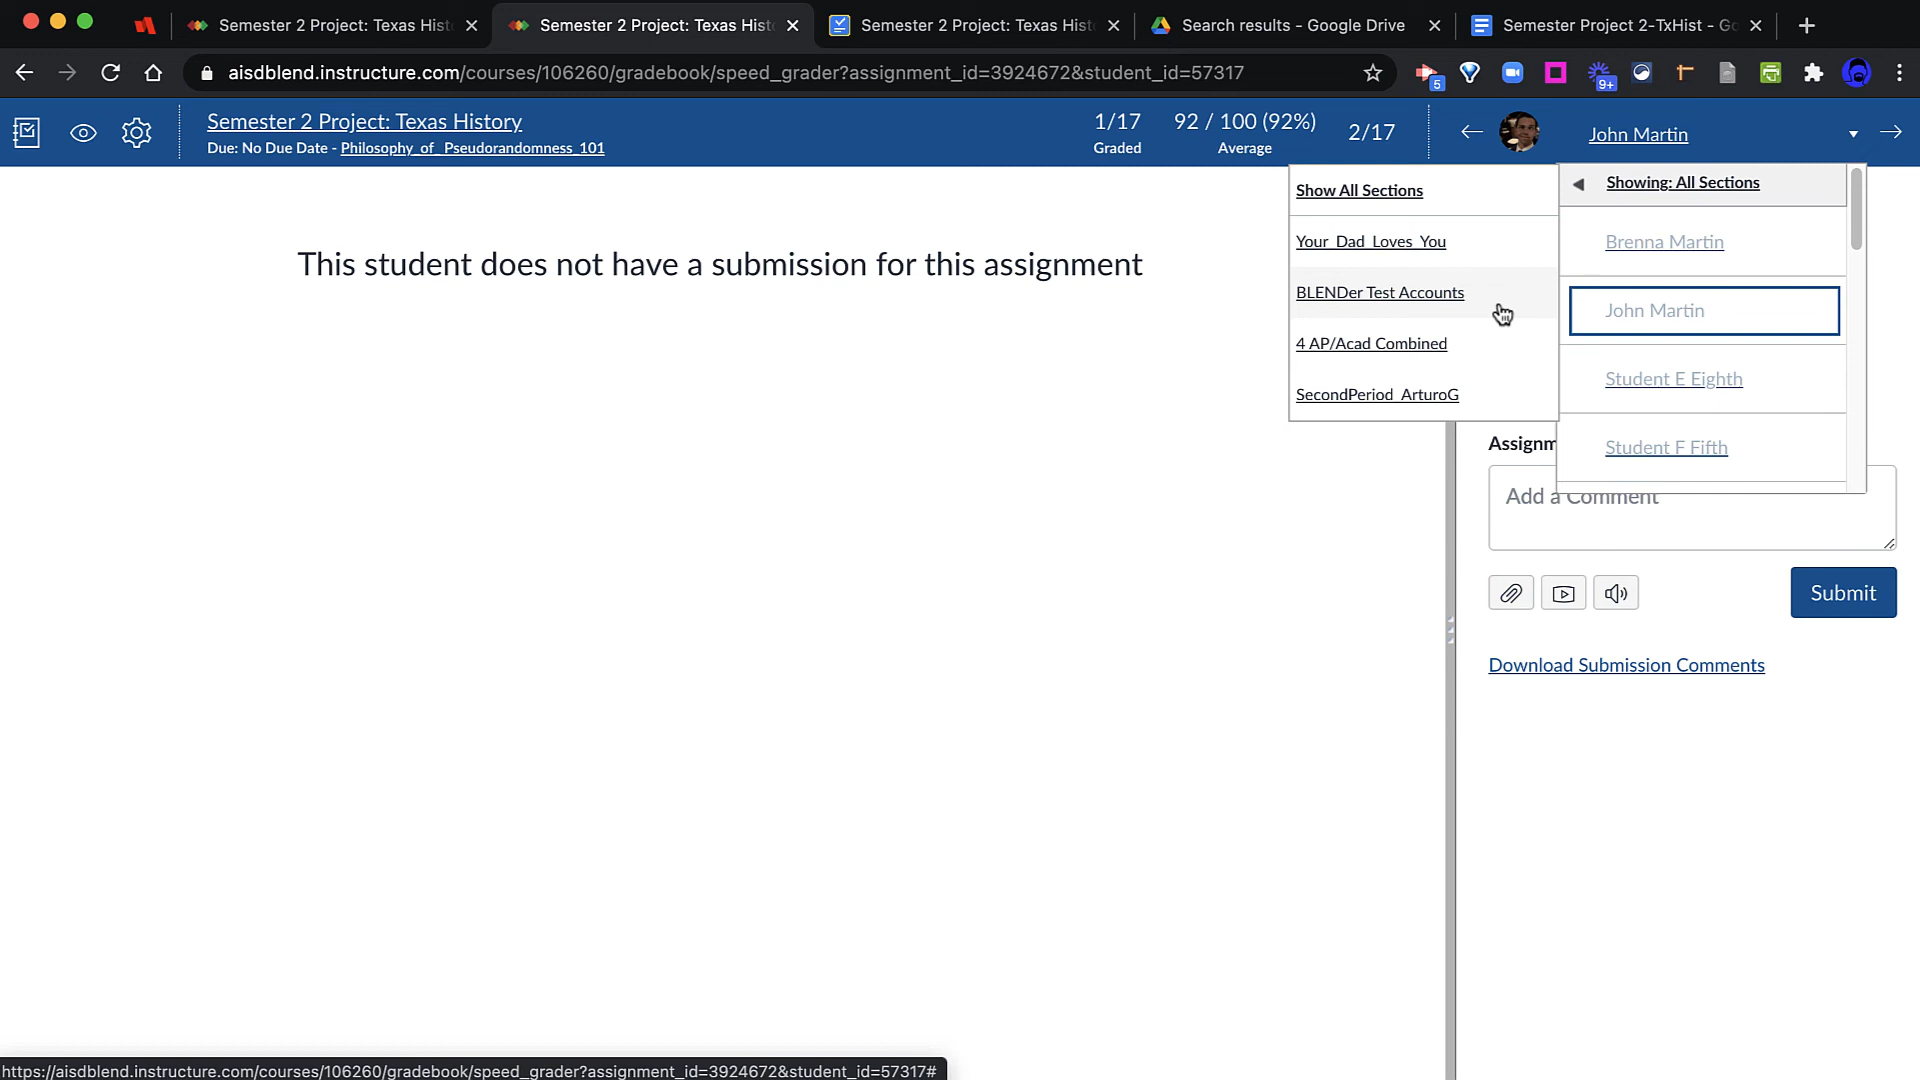 Semester 2 Project: Texas Hist
Semester 2 Project: Texas Hist
Semester 2 Project: Texas Hist
Search results - Google Drive
Semester Project 2-TxHist - Go
aisdblend.instructure.com/courses/106260/gradebook/speed_grader?assignment_id=3924672&student_id=57317
5
9+
Semester 2 Project: Texas History
Due: No Due Date - Philosophy_of_Pseudorandomness_101
1/17
Graded
92 / 100 (92%)
Average
2/17
John Martin
Show All Sections
Your_Dad_Loves_You
BLENDer Test Accounts
4 AP/Acad Combined
SecondPeriod_ArturoG
Showing: All Sections
Brenna Martin
John Martin
Student E Eighth
Student F Fifth
This student does not have a submission for this assignment
Assignm
Add a Comment
Submit
Download Submission Comments
https://aisdblend.instructure.com/courses/106260/gradebook/speed_grader?assignment_id=3924672&student_id=57317#